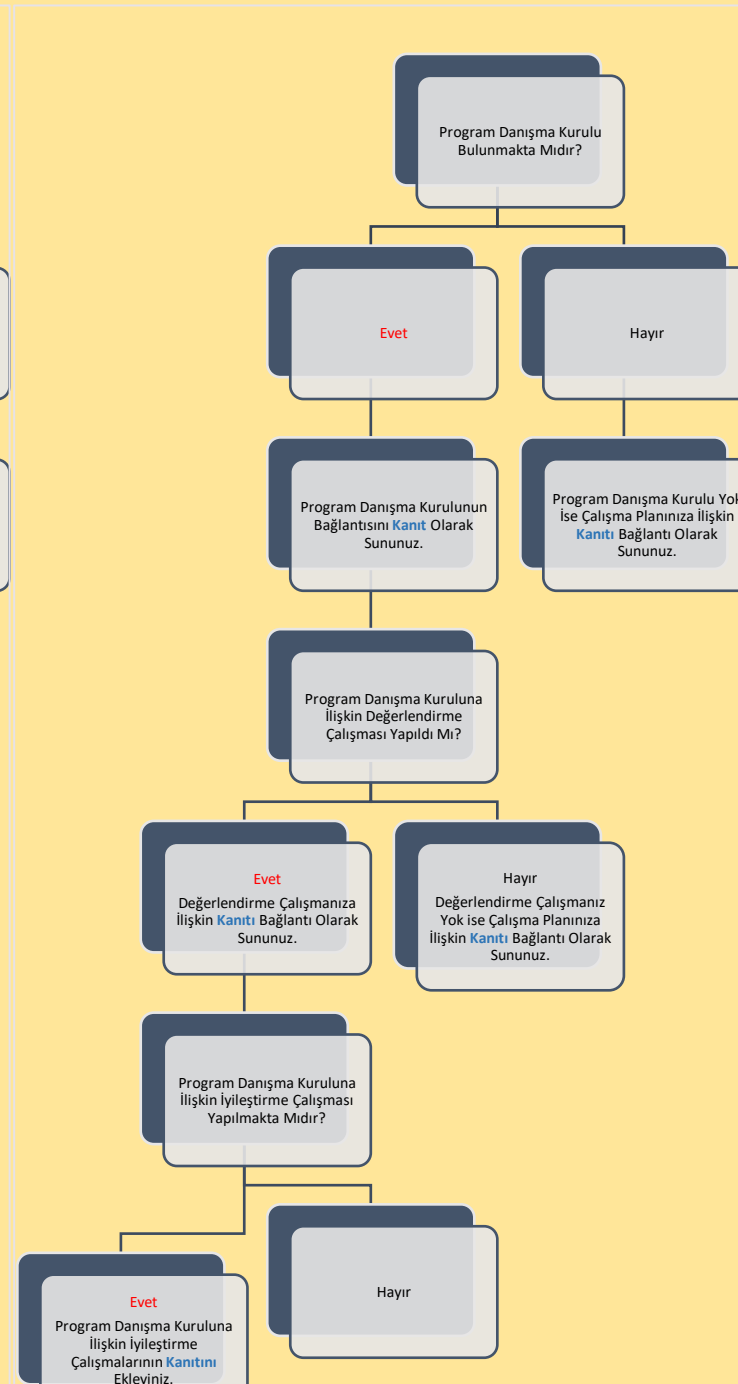 Program Danışma Kurulu
Bulunmakta Mıdır?
Evet
Hayır
Program Danışma Kurulunun
Bağlantısını Kanıt Olarak
Sununuz.
Program Danışma Kurulu Yok
İse Çalışma Planınıza İlişkin
Kanıtı Bağlantı Olarak
Sununuz.
Program Danışma Kuruluna
İlişkin Değerlendirme
Çalışması Yapıldı Mı?
Evet
Değerlendirme Çalışmanıza
İlişkin Kanıtı Bağlantı Olarak
Sununuz.
Hayır
Değerlendirme Çalışmanız
Yok ise Çalışma Planınıza
İlişkin Kanıtı Bağlantı Olarak
Sununuz.
Program Danışma Kuruluna
İlişkin İyileştirme Çalışması
Yapılmakta Mıdır?
Evet
Program Danışma Kuruluna
İlişkin İyileştirme
Çalışmalarının Kanıtını
Ekleyiniz.
Hayır